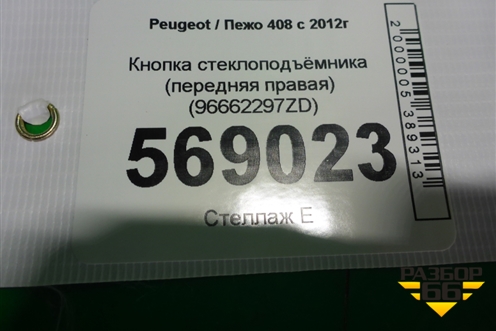 Peugeot / Пежо 408 с 2012г
Кнопка стеклоподъёмника
(передняя правая)
(96662297ZD)
569023
Стеллаж Е
2000005389313
РАЗБОР
66